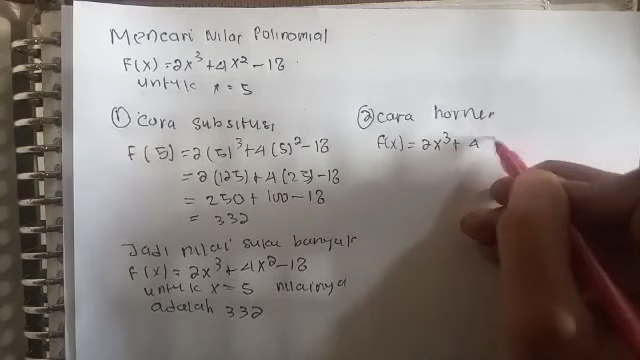 Mencari Nilai Polinomial
F(x) = 2x³ + 4x² - 18
untuk x = 5
① Cara Subsitusi
F(5) = 2(5)³ + 4(5)² - 18
= 2(125) + 4(25) - 18
= 250 + 100 - 18
= 332
Jadi nilai suku banyak
F(x) = 2x³ + 4x² - 18
untuk x = 5 nilainya
adalah 332
② Cara horner
f(x) = 2x³ + 4